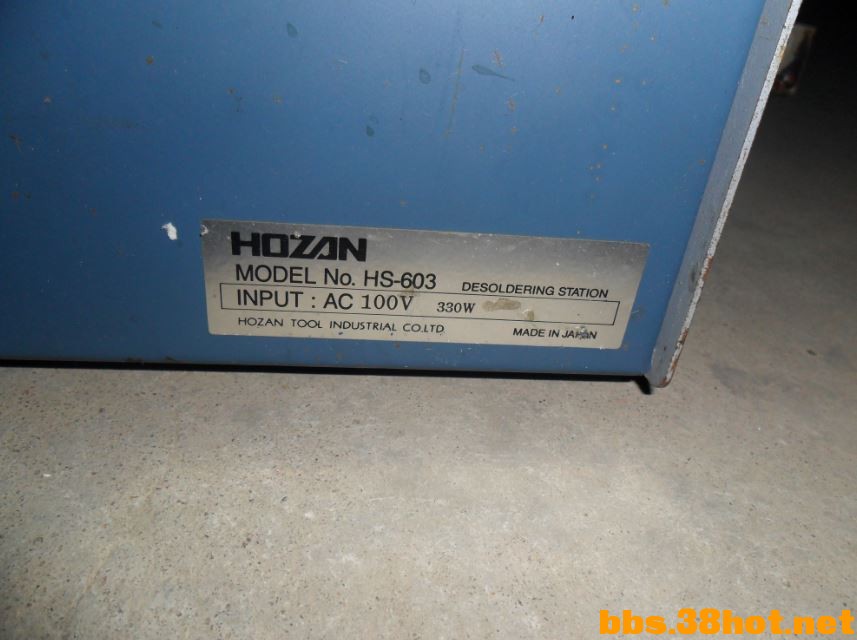 HOZAN
MODEL No. HS-603 DESOLDERING STATION
INPUT : AC 100V 330W
HOZAN TOOL INDUSTRIAL CO.LTD. MADE IN JAPAN
bbs.38hot.net